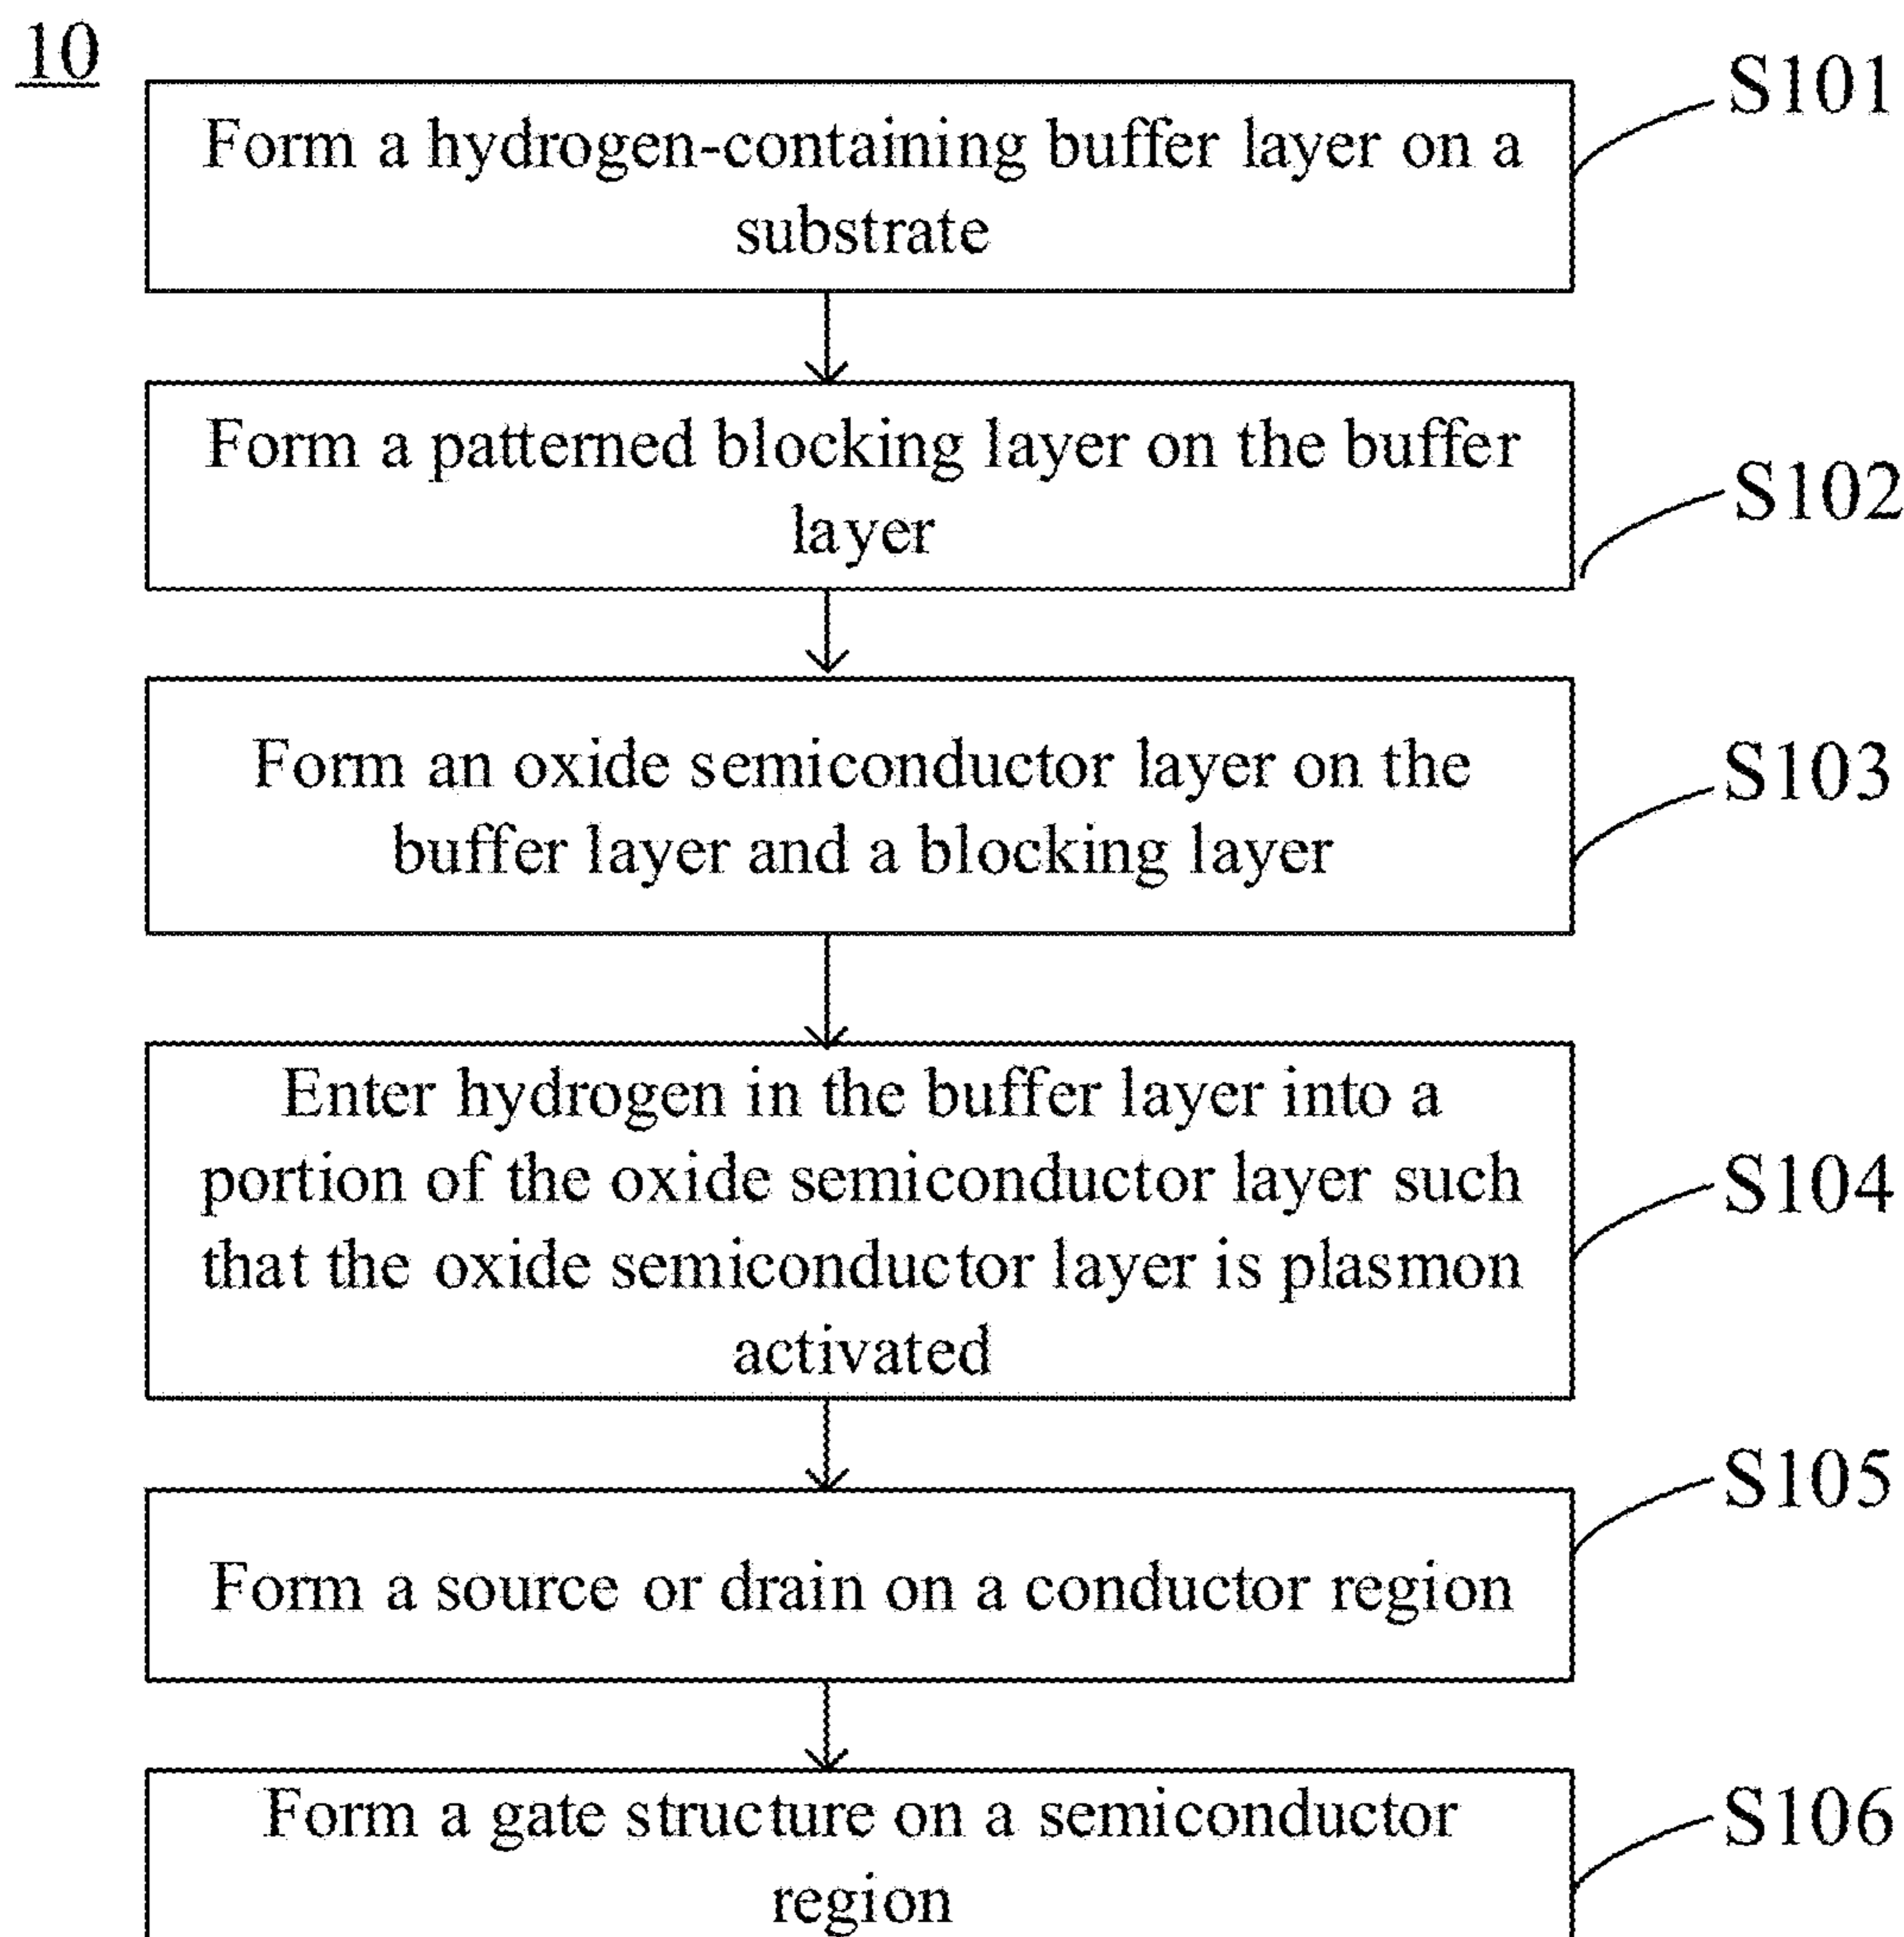 10
Form a hydrogen-containing buffer layer on a
substrate
S101
Form a patterned blocking layer on the buffer
layer
S102
Form an oxide semiconductor layer on the
buffer layer and a blocking layer
S103
Enter hydrogen in the buffer layer into a
portion of the oxide semiconductor layer such
that the oxide semiconductor layer is plasmon
activated
S104
Form a source or drain on a conductor region
S105
Form a gate structure on a semiconductor
region
S106